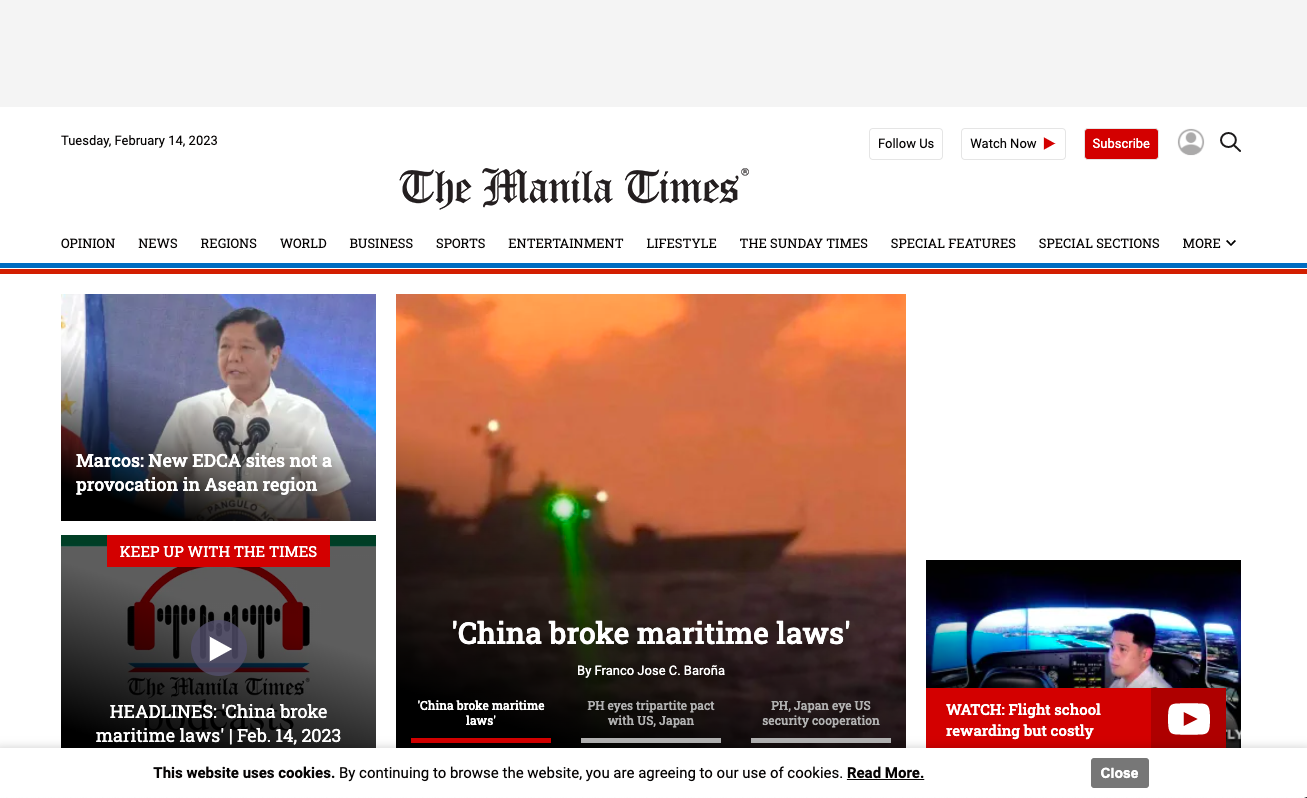 Tuesday, February 14, 2023
Follow Us
Watch Now
Subscribe
The Manila Times®
OPINION NEWS REGIONS WORLD BUSINESS SPORTS ENTERTAINMENT LIFESTYLE THE SUNDAY TIMES SPECIAL FEATURES SPECIAL SECTIONS MORE
Marcos: New EDCA sites not a
provocation in Asean region
PANGULO
KEEP UP WITH THE TIMES
The Manila Times
HEADLINES: 'China broke
maritime laws' | Feb. 14, 2023
'China broke maritime laws'
By Franco Jose C. Baroña
'China broke maritime
laws'
PH eyes tripartite pact
with US, Japan
PH, Japan eye US
security cooperation
WATCH: Flight school
rewarding but costly
This website uses cookies. By continuing to browse the website, you are agreeing to our use of cookies. Read More.
Close